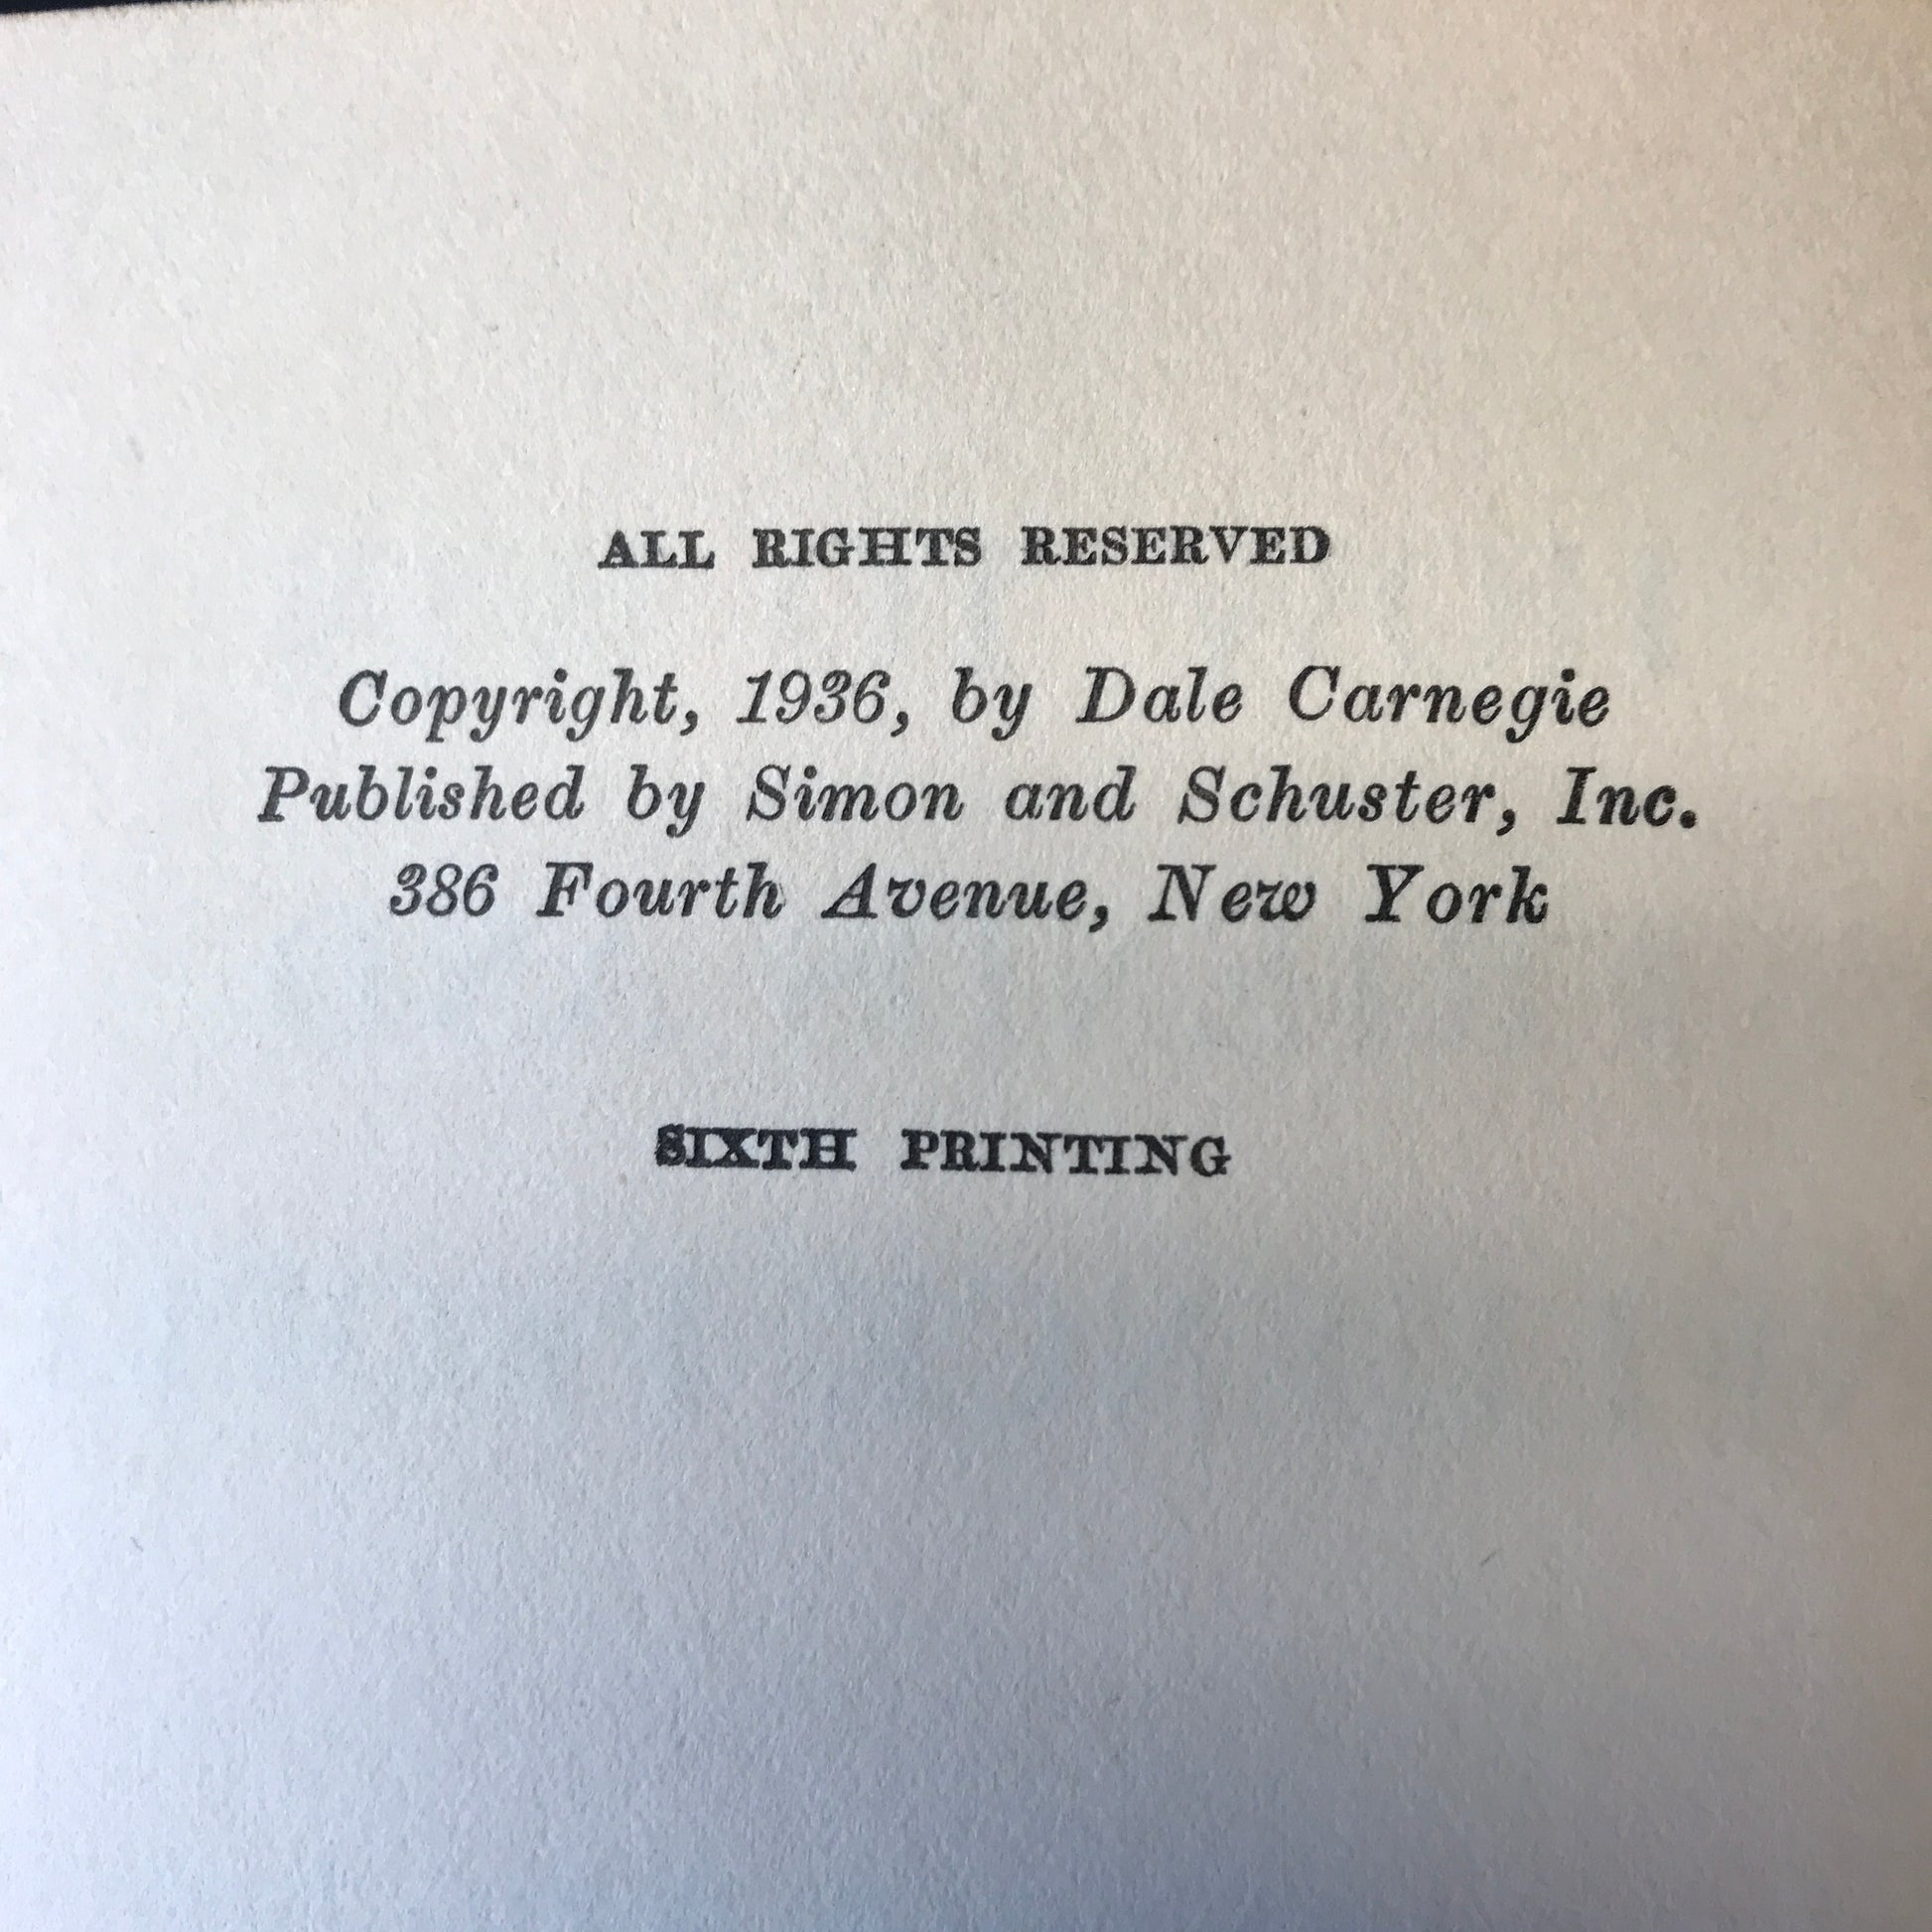 ALL RIGHTS RESERVED
Copyright, 1936, by Dale Carnegie
Published by Simon and Schuster, Inc.
386 Fourth Avenue, New York
SIXTH PRINTING